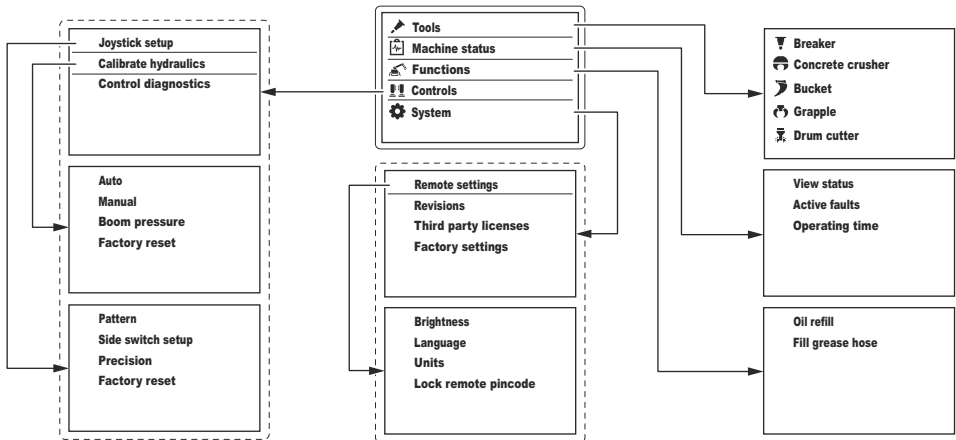 Joystick setup
Calibrate hydraulics
Control diagnostics
Auto
Manual
Boom pressure
Factory reset
Pattern
Side switch setup
Precision
Factory reset
Tools
Machine status
Functions
Controls
System
Remote settings
Revisions
Third party licenses
Factory settings
Brightness
Language
Units
Lock remote pincode
Breaker
Concrete crusher
Bucket
Grapple
Drum cutter
View status
Active faults
Operating time
Oil refill
Fill grease hose